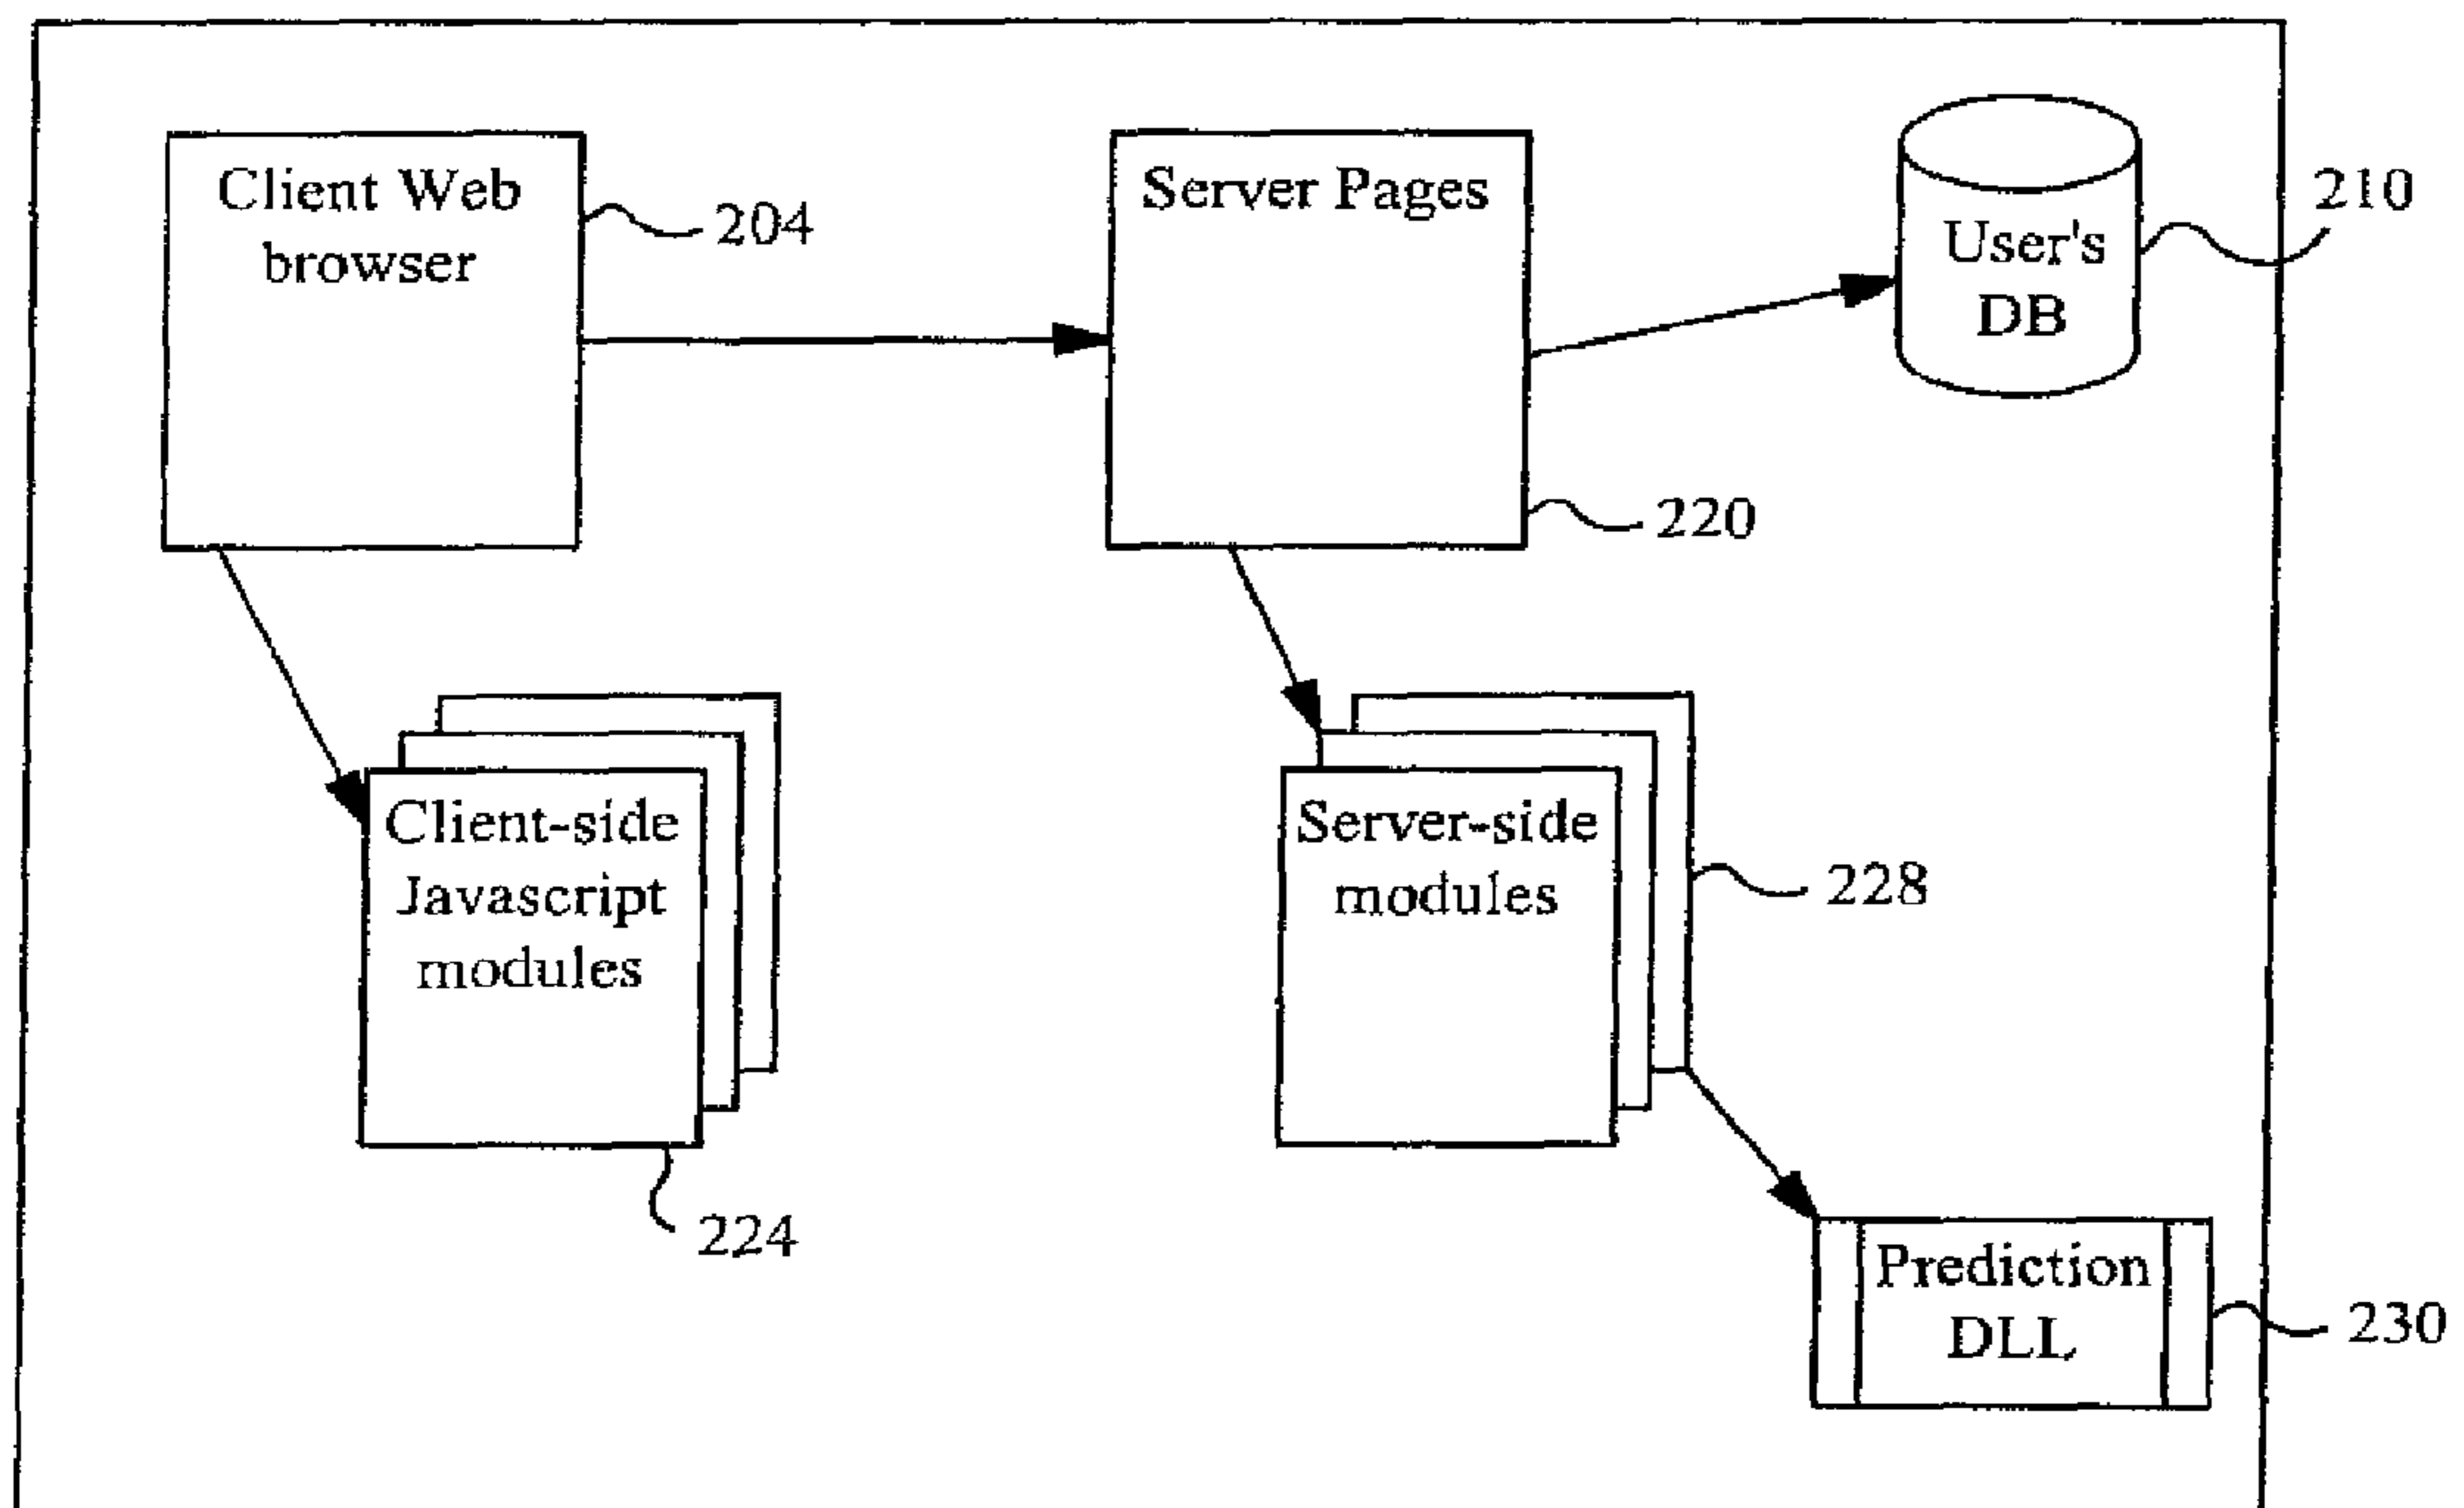 Client Web
browser
204
Server Pages
220
User's
DB
210
Client-side
Javascript
modules
224
Server-side
modules
228
Prediction
DLL
230